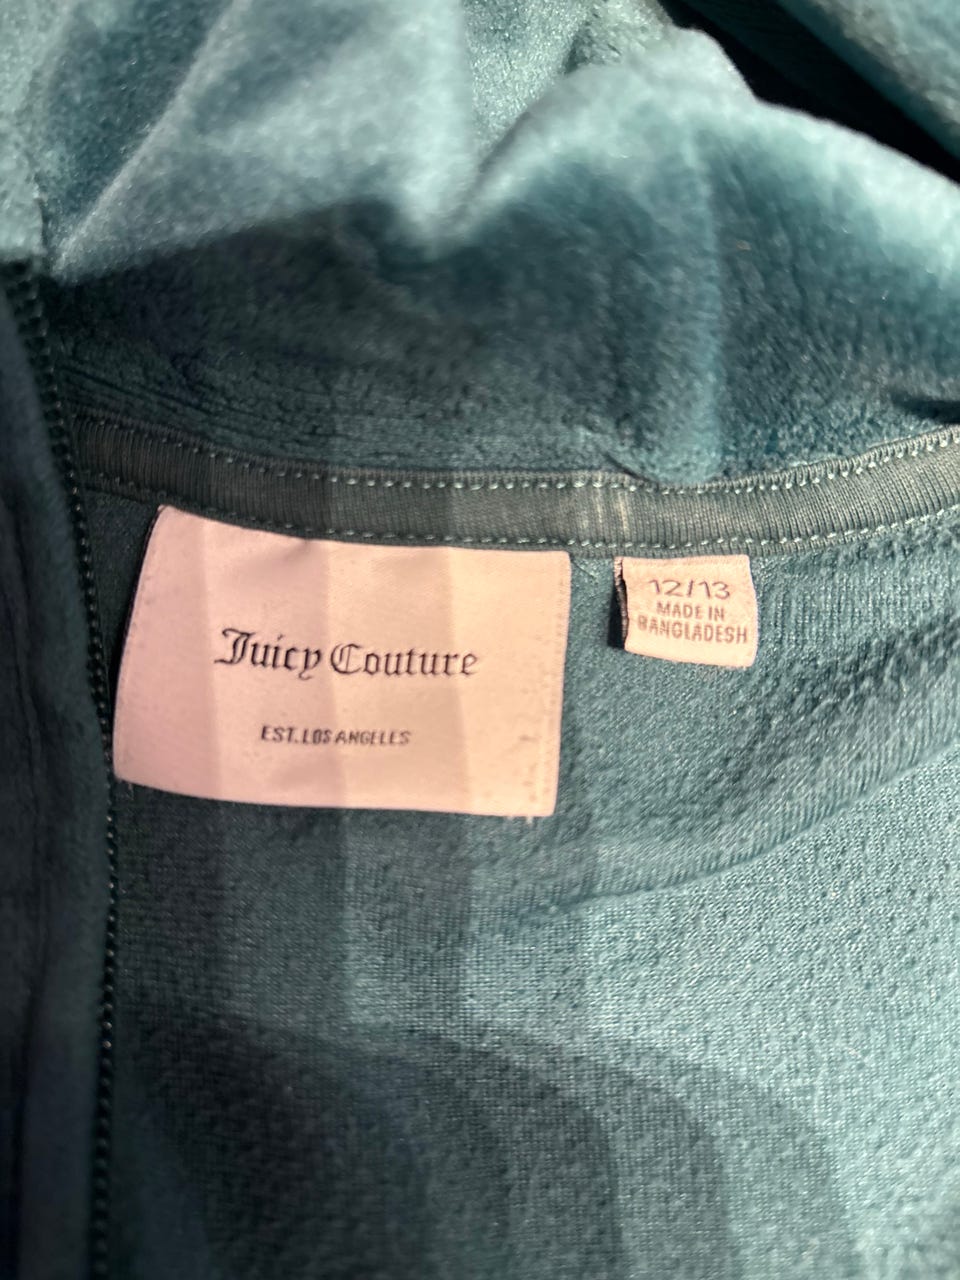 Juicy Couture
EST. LOS ANGELES
12/13
MADE IN
BANGLADESH